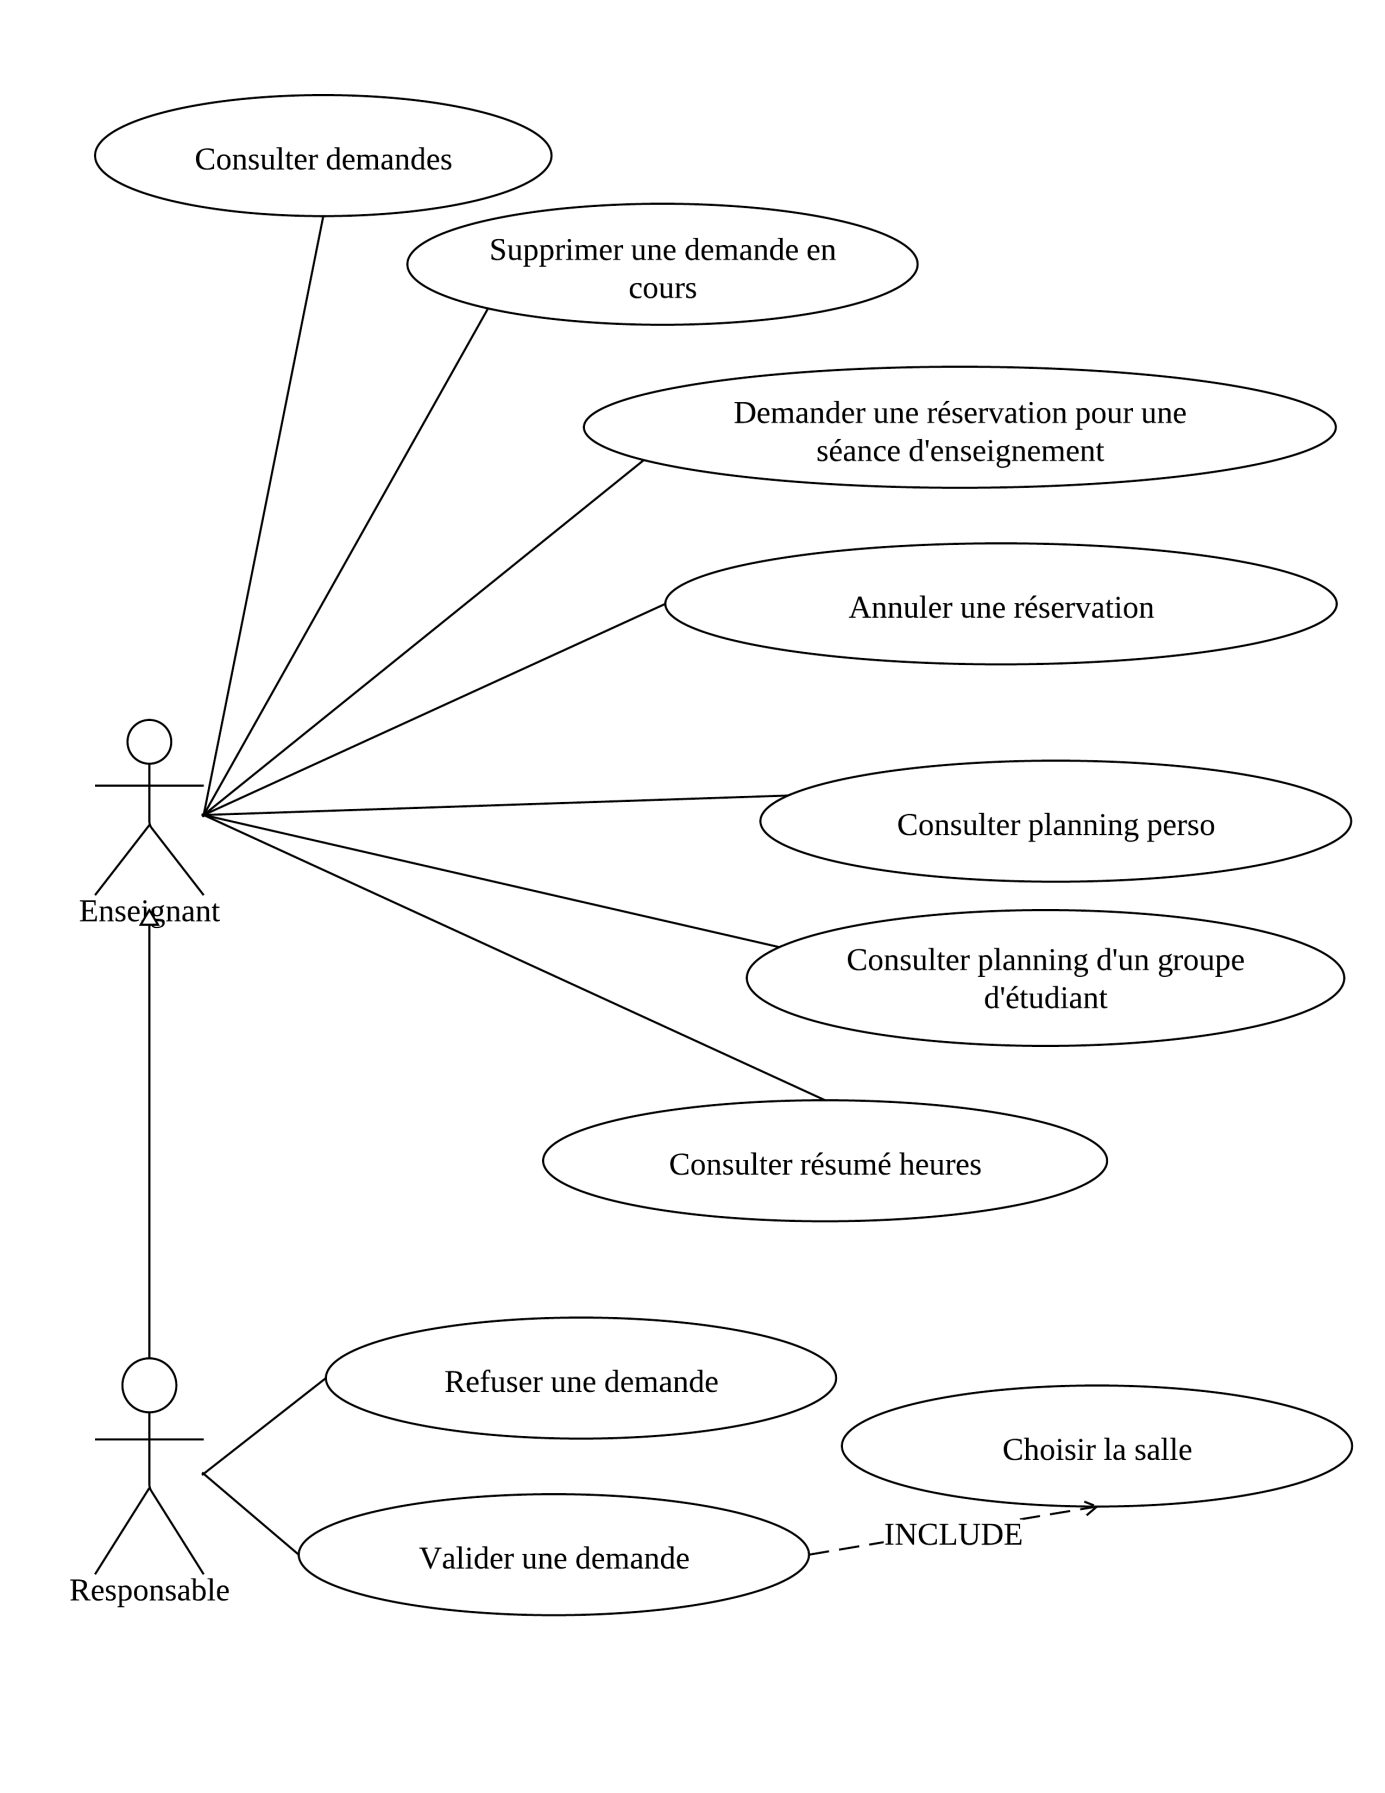 Consulter demandes
Supprimer une demande en
cours
Demander une réservation pour une
séance d'enseignement
Annuler une réservation
Consulter planning perso
Enseignant
Consulter planning d'un groupe
d'étudiant
Consulter résumé heures
Refuser une demande
Choisir la salle
INCLUDE
Valider une demande
Responsable